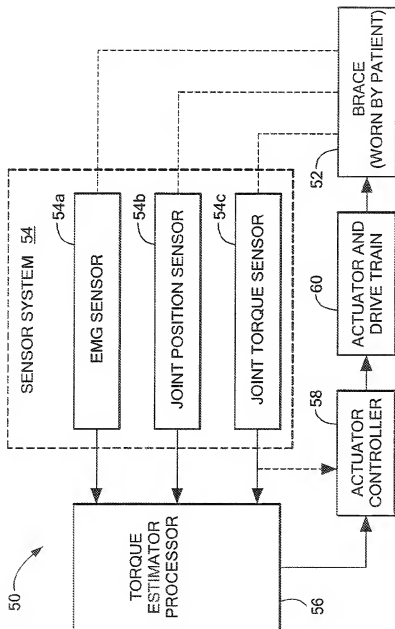 50
SENSOR SYSTEM 54
54a
EMG SENSOR
54b
JOINT POSITION SENSOR
54c
JOINT TORQUE SENSOR
TORQUE
ESTIMATOR
PROCESSOR
56
58
ACTUATOR
CONTROLLER
60
ACTUATOR AND
DRIVE TRAIN
52
BRACE
(WORN BY PATIENT)